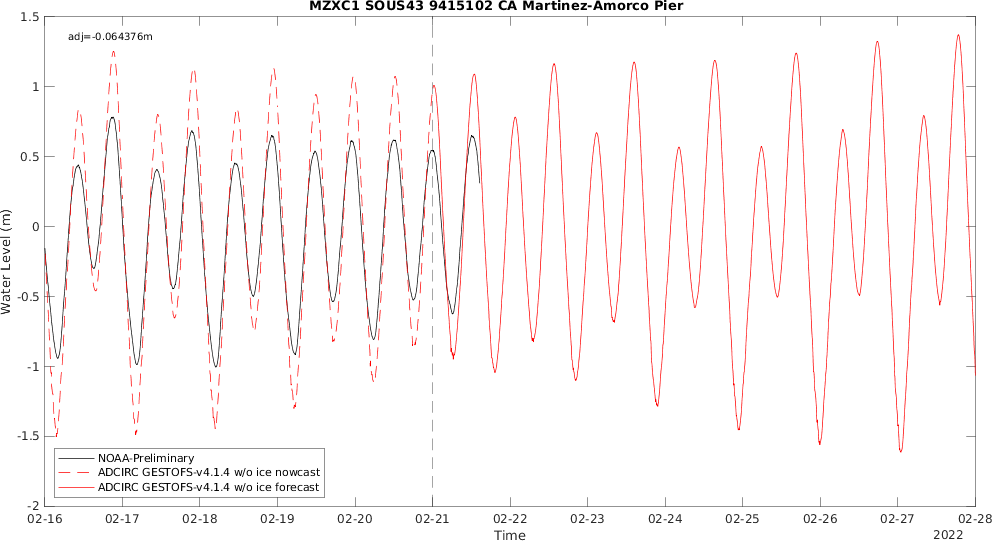 MZXC1 SOUS43 9415102 CA Martinez-Amorco Pier
adj=-0.064376m
1.5
1
0.5
0
-0.5
-1
-1.5
-2
Water Level (m)
NOAA-Preliminary
ADCIRC GESTOFS-v4.1.4 w/o ice nowcast
ADCIRC GESTOFS-v4.1.4 w/o ice forecast
02-16 02-17 02-18 02-19 02-20 02-21 02-22 02-23 02-24 02-25 02-26 02-27 02-28
Time
2022